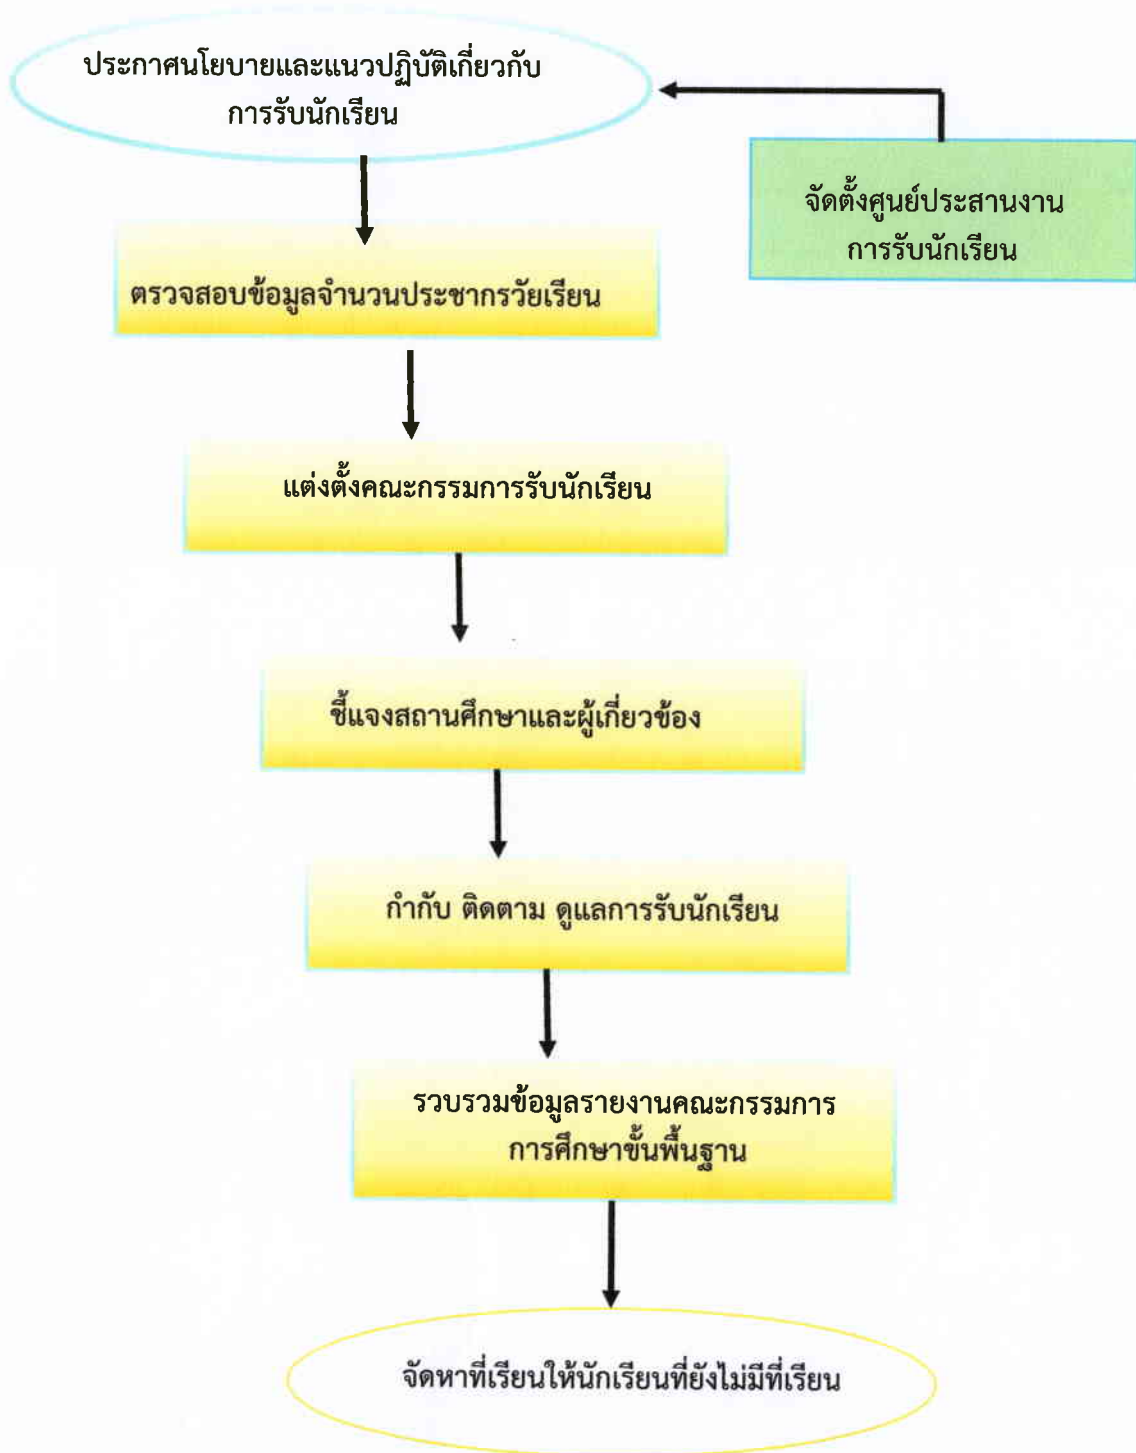 ประกาศนโยบายและแนวปฏิบัติเกี่ยวกับ
การรับนักเรียน
จัดตั้งศูนย์ประสานงาน
การรับนักเรียน
ตรวจสอบข้อมูลจำนวนประชากรวัยเรียน
แต่งตั้งคณะกรรมการรับนักเรียน
ชี้แจงสถานศึกษาและผู้เกี่ยวข้อง
กำกับ ติดตาม ดูแลการรับนักเรียน
รวบรวมข้อมูลรายงานคณะกรรมการ
การศึกษาขั้นพื้นฐาน
จัดหาที่เรียนให้นักเรียนที่ยังไม่มีที่เรียน